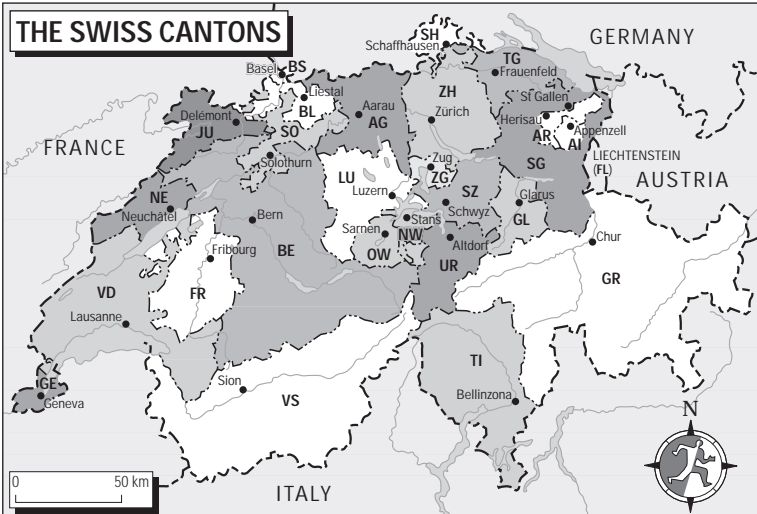 THE SWISS CANTONS
GERMANY
SH
Schaffhausen
BS
Basel
TG
Frauenfeld
Liestal
BL
ZH
Zürich
Aarau
AG
St Gallen
Herisau
AR
AI
Appenzell
Delémont
JU
SO
Solothurn
FRANCE
LIECHTENSTEIN
(FL)
AUSTRIA
SG
Zug
ZG
LU
Luzern
SZ
Schwyz
Glarus
GL
NE
Neuchâtel
Bern
Stans
NW
Sarnen
OW
Altdorf
UR
BE
Chur
GR
Fribourg
FR
VD
Lausanne
TI
Bellinzona
Sion
VS
GE
Geneva
N
0 50 km
ITALY